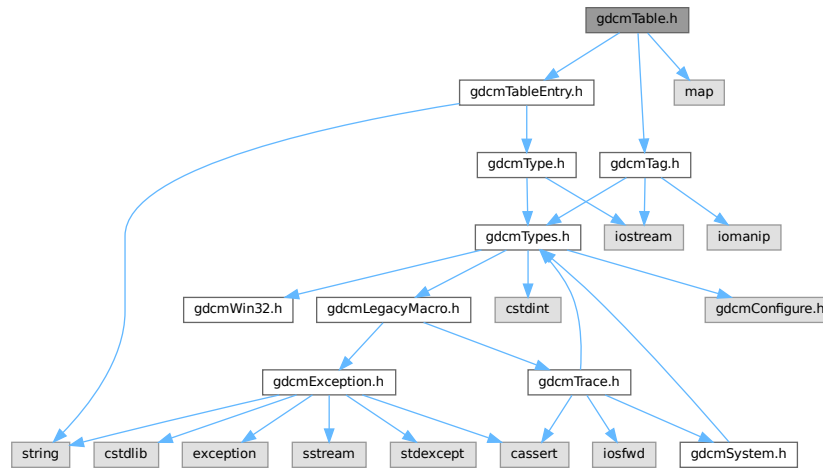 gdcmTable.h
gdcmTableEntry.h
map
gdcmType.h
gdcmTag.h
gdcmTypes.h
iostream
iomanip
gdcmWin32.h
gdcmLegacyMacro.h
cstdint
gdcmConfigure.h
gdcmException.h
gdcmTrace.h
string
cstdlib
exception
sstream
stdexcept
cassert
iosfwd
gdcmSystem.h